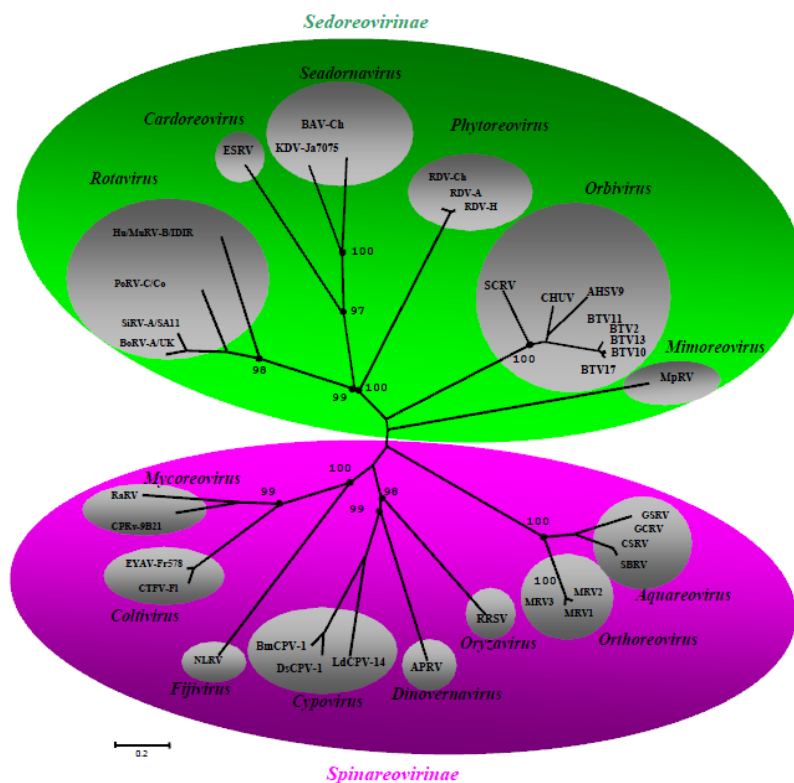 Sedoreovirinae
Seadornavirus
Cardoreovirus
BAV-Ch
Phytoreovirus
KDV-Ja7075
ESRV
Rotavirus
RDV-Ch
RDV-A
RDV-H
Orbivirus
Hu/MuRV-B/IDIR
100
PoRV-C/Co
SCRV
CHUV
AHSV9
97
BTV11
BTV2
BTV13
BTV10
SiRV-A/SA11
BoRV-A/UK
98
100
Mimoreovirus
BTV17
MpRV
99
100
Mycoreovirus
100
99
98
99
RaRV
CPRv-9B21
100
GSRV
GCRV
CSRV
SBRV
EYAV-Fr578
CTFV-Fl
Coltivirus
100
MRV3
MRV2
MRV1
Aquareovirus
RRSV
Oryzavirus
Orthoreovirus
BmCPV-1
DsCPV-1
LdCPV-14
NLRV
APRV
Fijivirus
Cypovirus
Dinovernavirus
0.2
Spinareovirinae